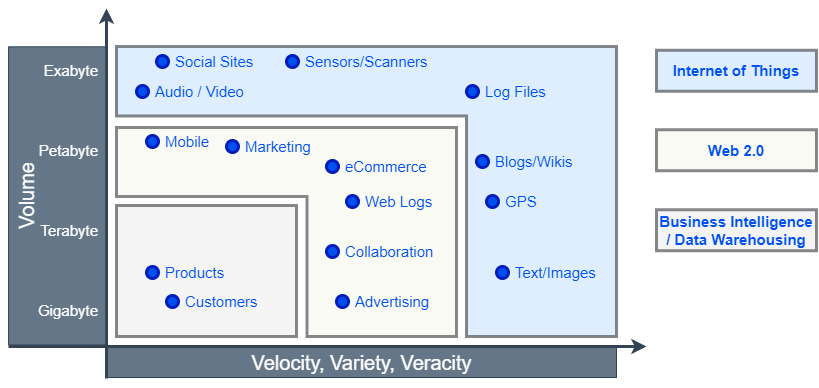 Volume
Exabyte
Petabyte
Terabyte
Gigabyte
Social Sites
Sensors/Scanners
Audio / Video
Log Files
Mobile
Marketing
eCommerce
Blogs/Wikis
Web Logs
GPS
Collaboration
Products
Text/Images
Customers
Advertising
Velocity, Variety, Veracity
Internet of Things
Web 2.0
Business Intelligence
/ Data Warehousing